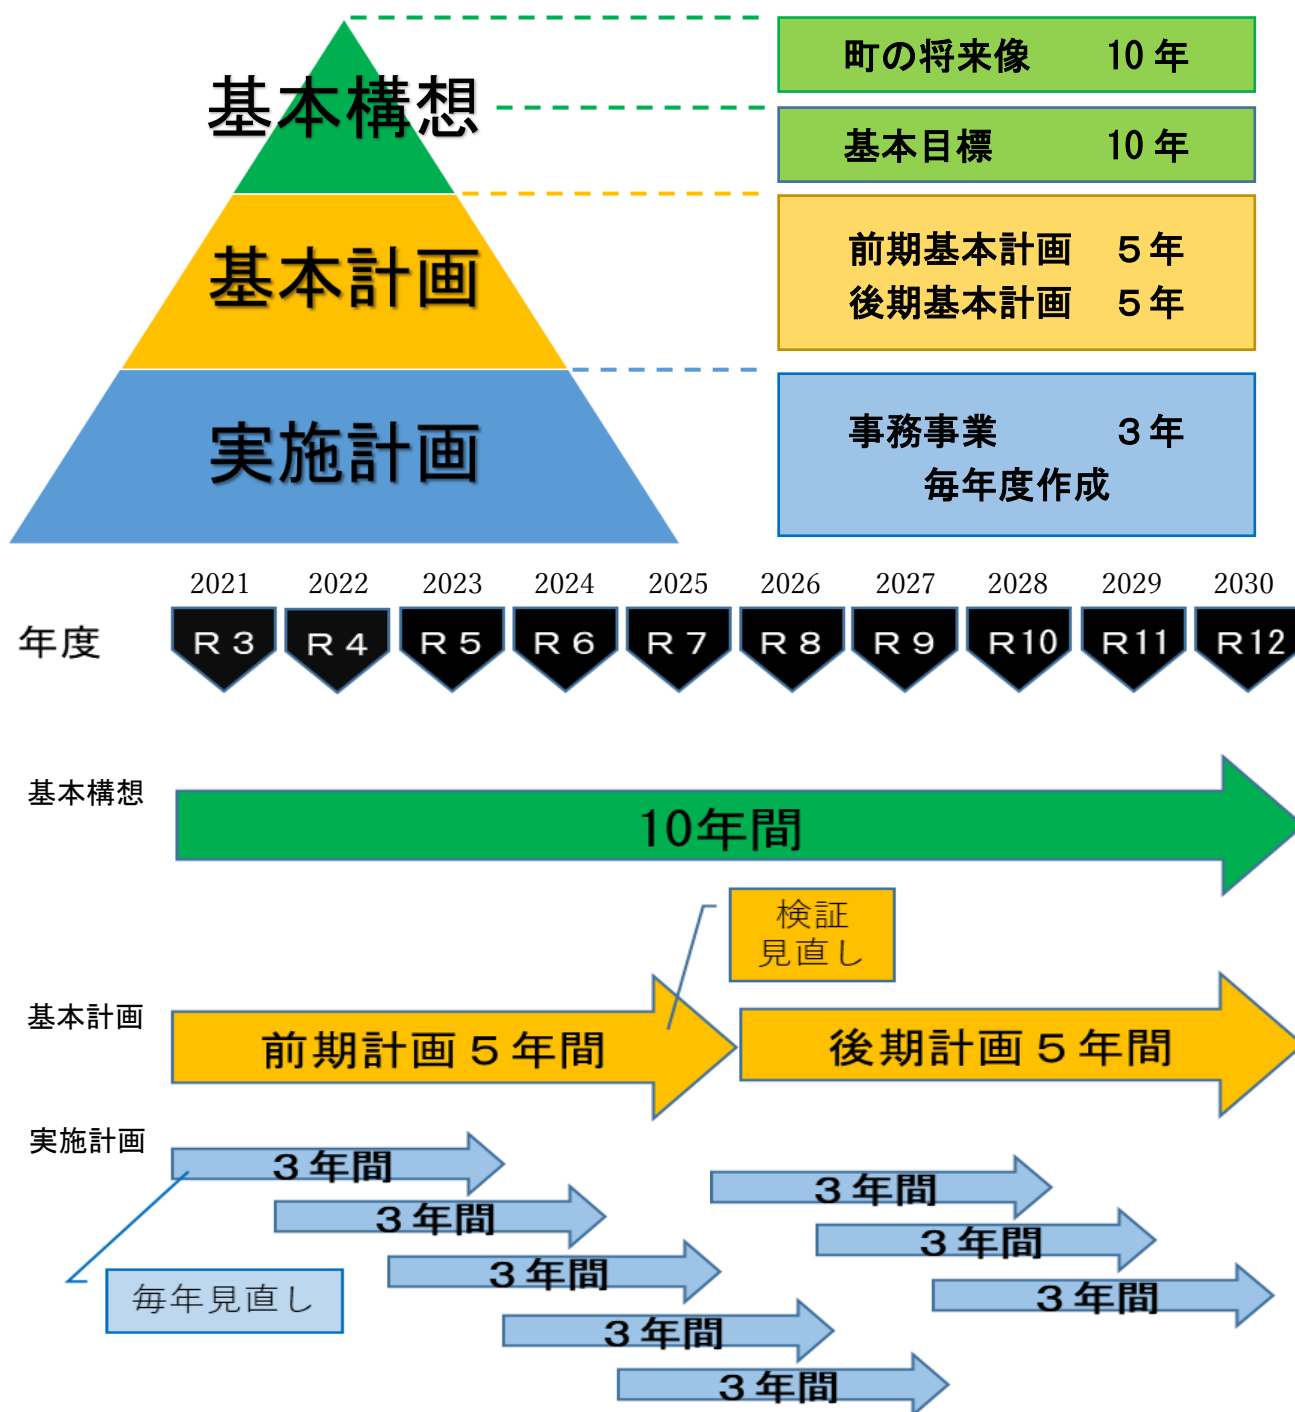 基本構想
町の将来像 10 年
基本目標 10 年
基本計画
前期基本計画 ５年
後期基本計画 ５年
実施計画
事務事業 ３年
毎年度作成
2021 2022 2023 2024 2025 2026 2027 2028 2029 2030
年度 Ｒ３ Ｒ４ Ｒ５ Ｒ６ Ｒ７ Ｒ８ Ｒ９ Ｒ10 Ｒ11 Ｒ12
基本構想
10年間
検証
見直し
基本計画
前期計画５年間
後期計画５年間
実施計画
３年間
３年間
３年間
３年間
３年間
３年間
３年間
３年間
毎年見直し